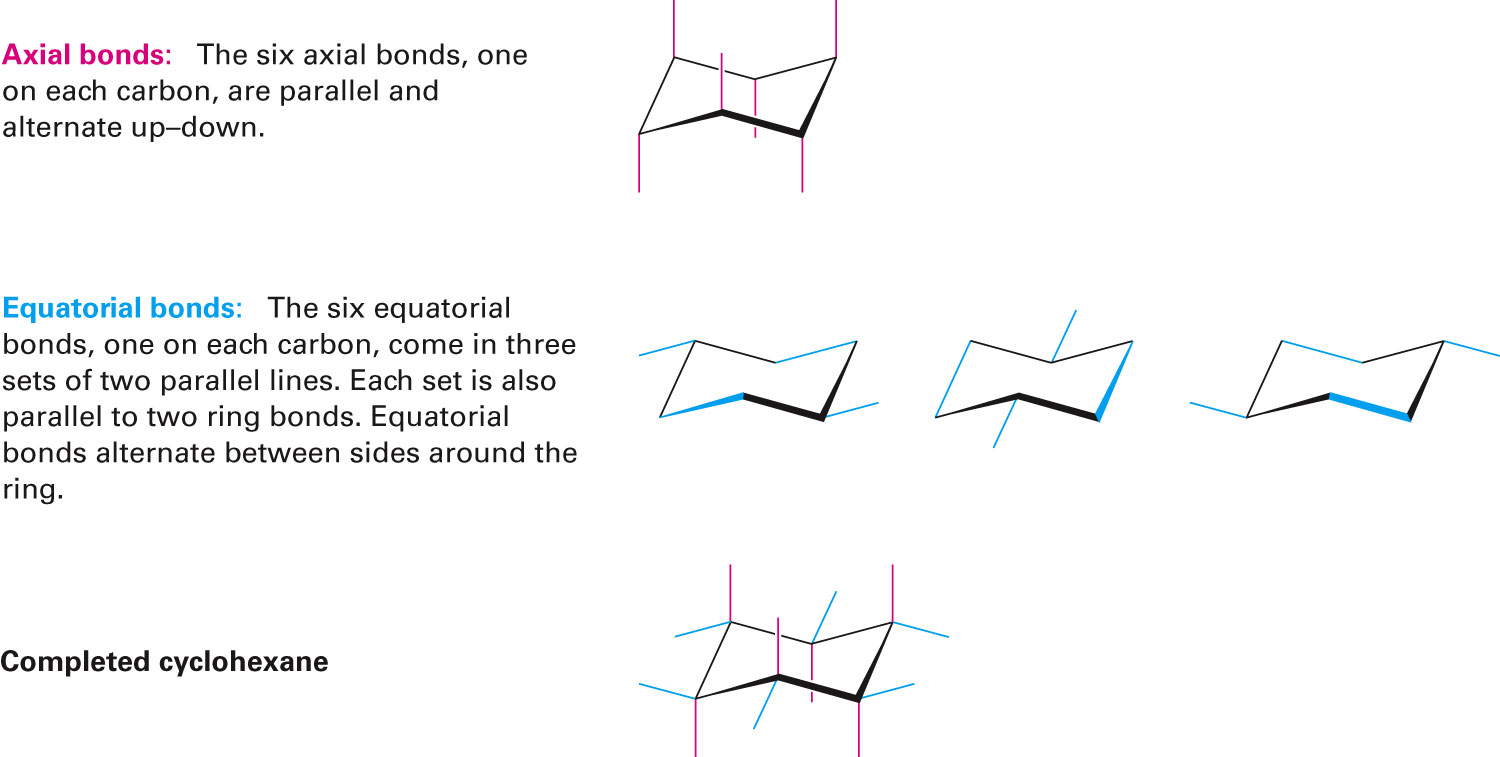 Axial bonds: The six axial bonds, one
on each carbon, are parallel and
alternate up–down.
Equatorial bonds: The six equatorial
bonds, one on each carbon, come in three
sets of two parallel lines. Each set is also
parallel to two ring bonds. Equatorial
bonds alternate between sides around the
ring.
Completed cyclohexane